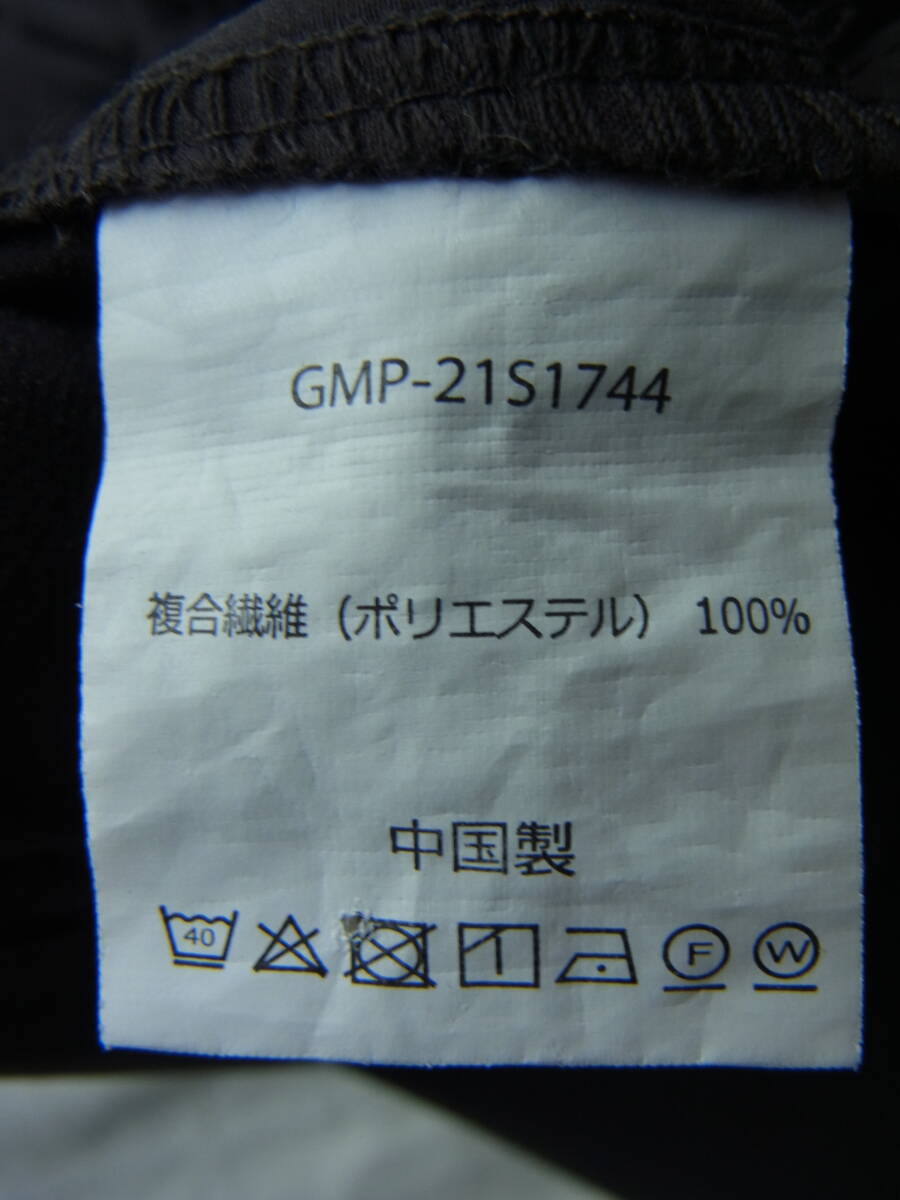 GMP-21S1744
複合繊維（ポリエステル） 100%
中国製
40 F W